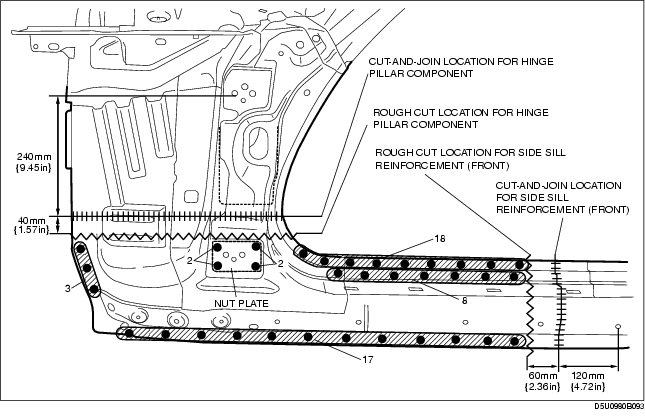 CUT-AND-JOIN LOCATION FOR HINGE
PILLAR COMPONENT
ROUGH CUT LOCATION FOR HINGE
PILLAR COMPONENT
ROUGH CUT LOCATION FOR SIDE SILL
REINFORCEMENT (FRONT)
CUT-AND-JOIN LOCATION
FOR SIDE SILL
REINFORCEMENT (FRONT)
240mm
{9.45in}
40mm
{1.57in}
18
2
2
3
NUT PLATE
8
17
60mm
{2.36in}
120mm
{4.72in}
D5U0980B093